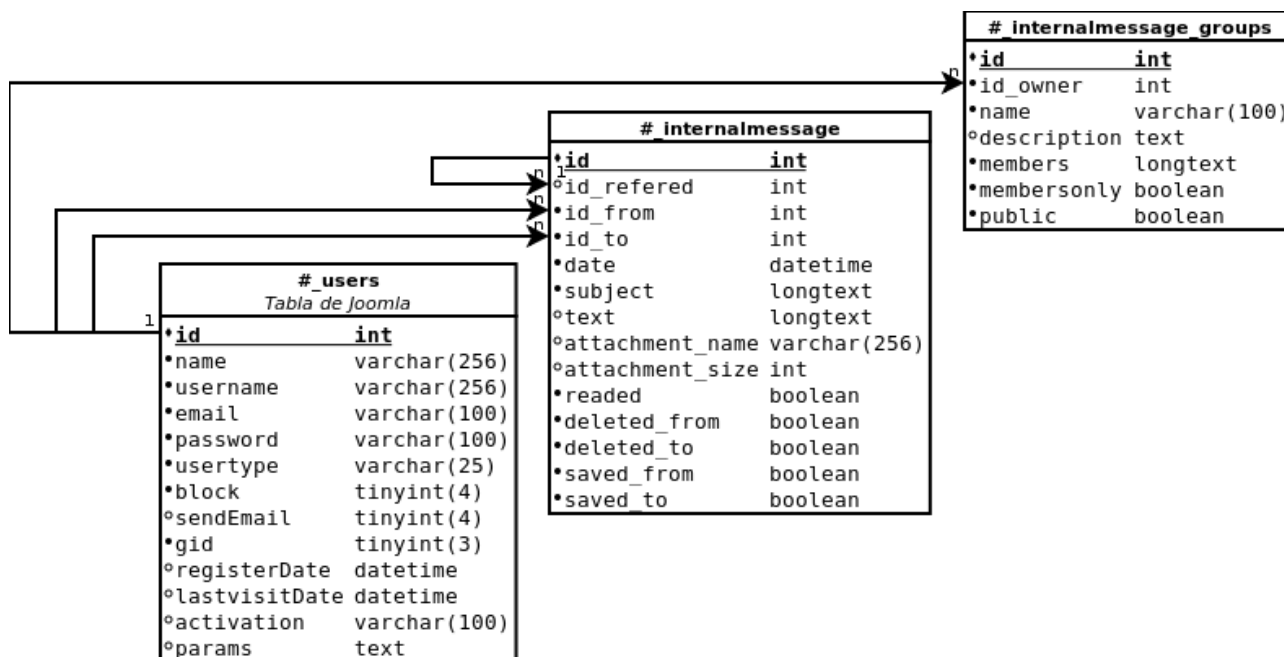 #_internalmessage_groups
id int
id_owner int
name varchar(100)
description text
members longtext
membersonly boolean
public boolean
n
#_internalmessage
id int
1
n
id_refered int
n
id_from int
n
id_to int
date datetime
subject longtext
text longtext
attachment_name varchar(256)
attachment_size int
readed boolean
deleted_from boolean
deleted_to boolean
saved_from boolean
saved_to boolean
#_users
Tabla de Joomla
1
id int
name varchar(256)
username varchar(256)
email varchar(100)
password varchar(100)
usertype varchar(25)
block tinyint(4)
sendEmail tinyint(4)
gid tinyint(3)
registerDate datetime
lastvisitDate datetime
activation varchar(100)
params text